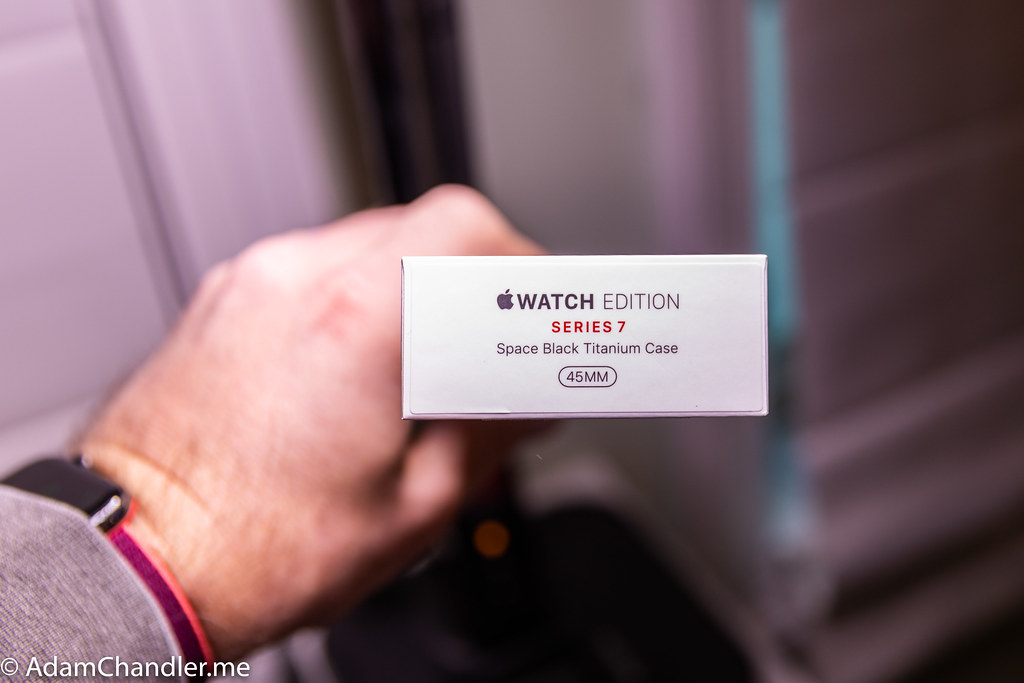 WATCH EDITION
SERIES 7
Space Black Titanium Case
45MM
© AdamChandler.me